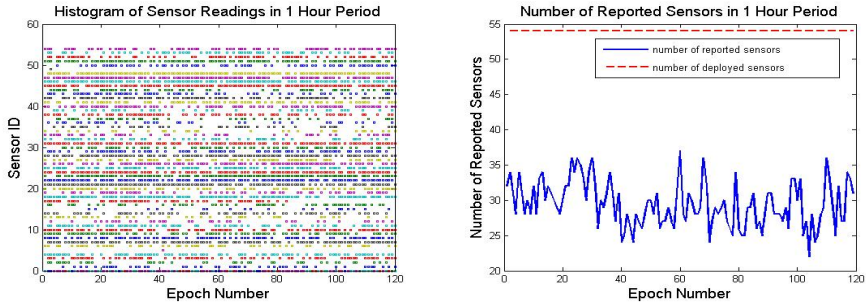 Histogram of Sensor Readings in 1 Hour Period
60
50
40
30
20
10
0
Sensor ID
0 20 40 60 80 100 120
Epoch Number
Number of Reported Sensors in 1 Hour Period
55
50
45
40
35
30
25
20
Number of Reported Sensors
number of reported sensors
number of deployed sensors
0 20 40 60 80 100 120
Epoch Number